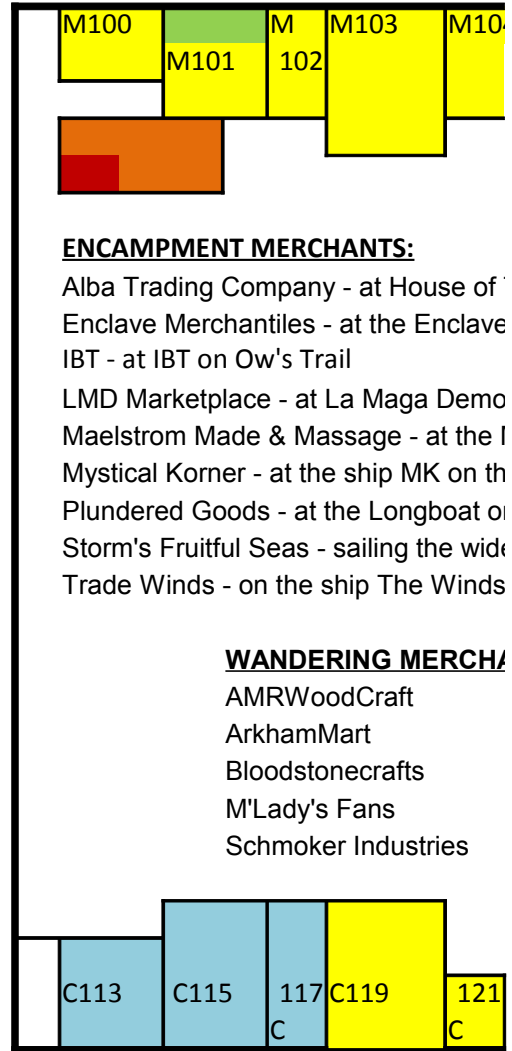 M100 M M103 M104
M101 102
ENCAMPMENT MERCHANTS:
Alba Trading Company - at House of
Enclave Merchantiles - at the Enclave
IBT - at IBT on Ow's Trail
LMD Marketplace - at La Maga Demo
Maelstrom Made & Massage - at the
Mystical Korner - at the ship MK on th
Plundered Goods - at the Longboat
Storm's Fruitful Seas - sailing the wide
Trade Winds - on the ship The Winds
WANDERING MERCHA
AMRWoodCraft
ArkhamMart
Bloodstonecrafts
M'Lady's Fans
Schmoker Industries
C113 C115 117 C119 121
C C